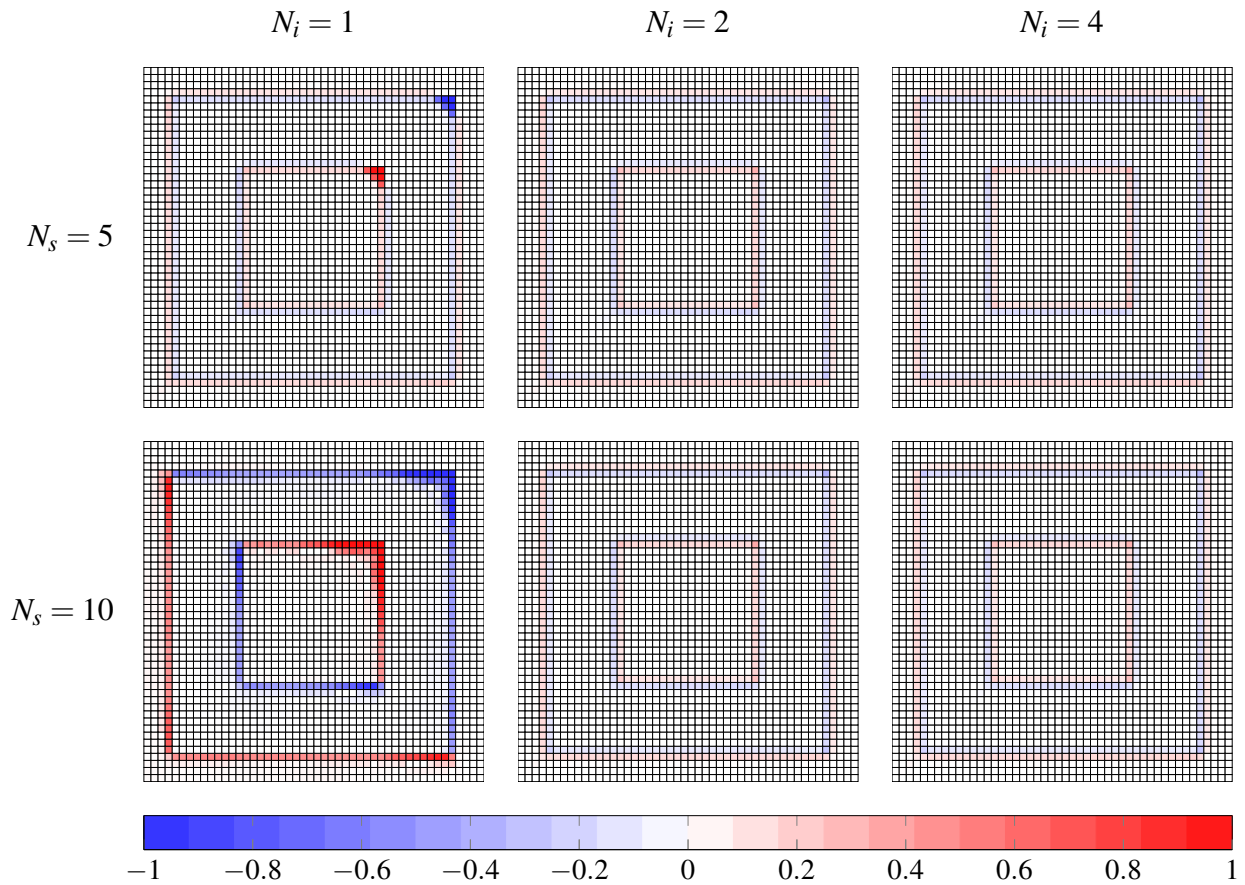 N_i = 1 N_i = 2 N_i = 4
N_s = 5
N_s = 10
−1 −0.8 −0.6 −0.4 −0.2 0 0.2 0.4 0.6 0.8 1